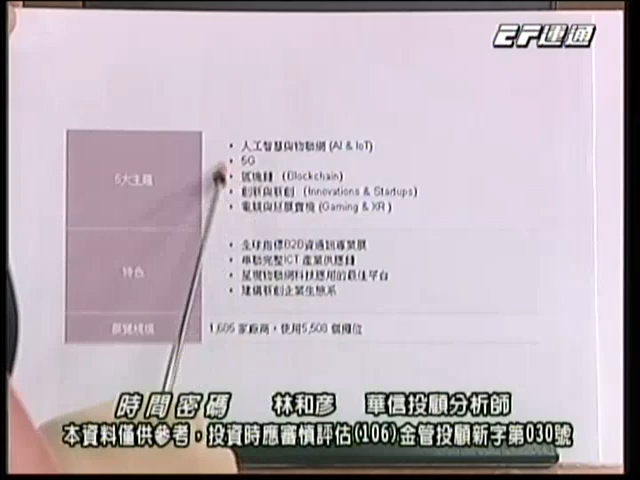 EFT運通
人工智慧與物聯網 (AI & IoT)
5G
5大主題
區塊鏈 (Blockchain)
創新與新創 (Innovations & Startups)
電競與延展實境 (Gaming & XR)
全球指標B2B資通訊專業展
串聯完整ICT 產業供應鏈
特色
呈現物聯網科技應用的最佳平台
建構新創企業生態系
展覽規模
1,605 家廠商，使用5,508 個攤位
時間密碼 林和彥 華信投顧分析師
本資料僅供參考，投資時應審慎評估(106)金管投顧新字第030號